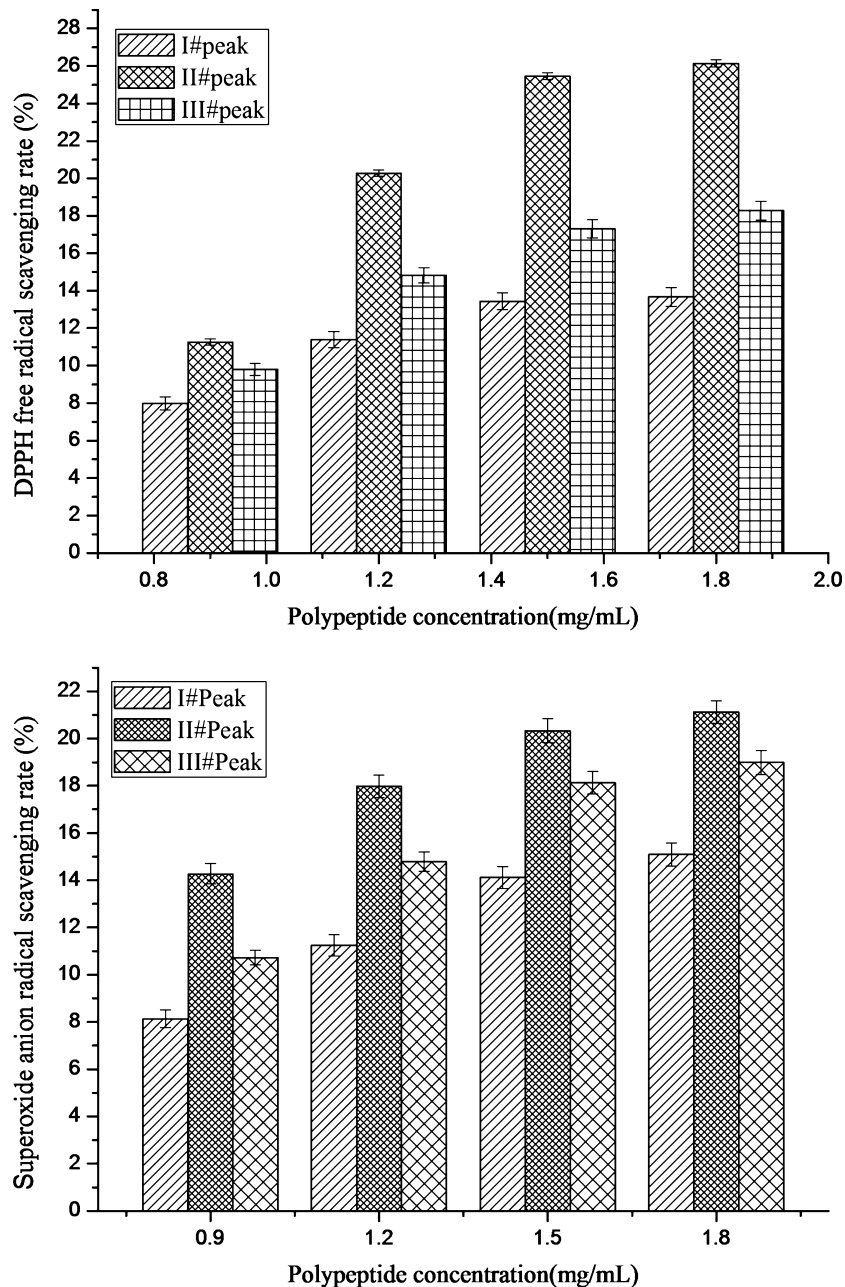 I#peak
II#peak
III#peak
DPPH free radical scavenging rate (%)
28
26
24
22
20
18
16
14
12
10
8
6
4
2
0
0.8 1.0 1.2 1.4 1.6 1.8 2.0
Polypeptide concentration(mg/mL)
I#Peak
II#Peak
III#Peak
Superoxide anion radical scavenging rate (%)
22
20
18
16
14
12
10
8
6
4
2
0
0.9 1.2 1.5 1.8
Polypeptide concentration(mg/mL)